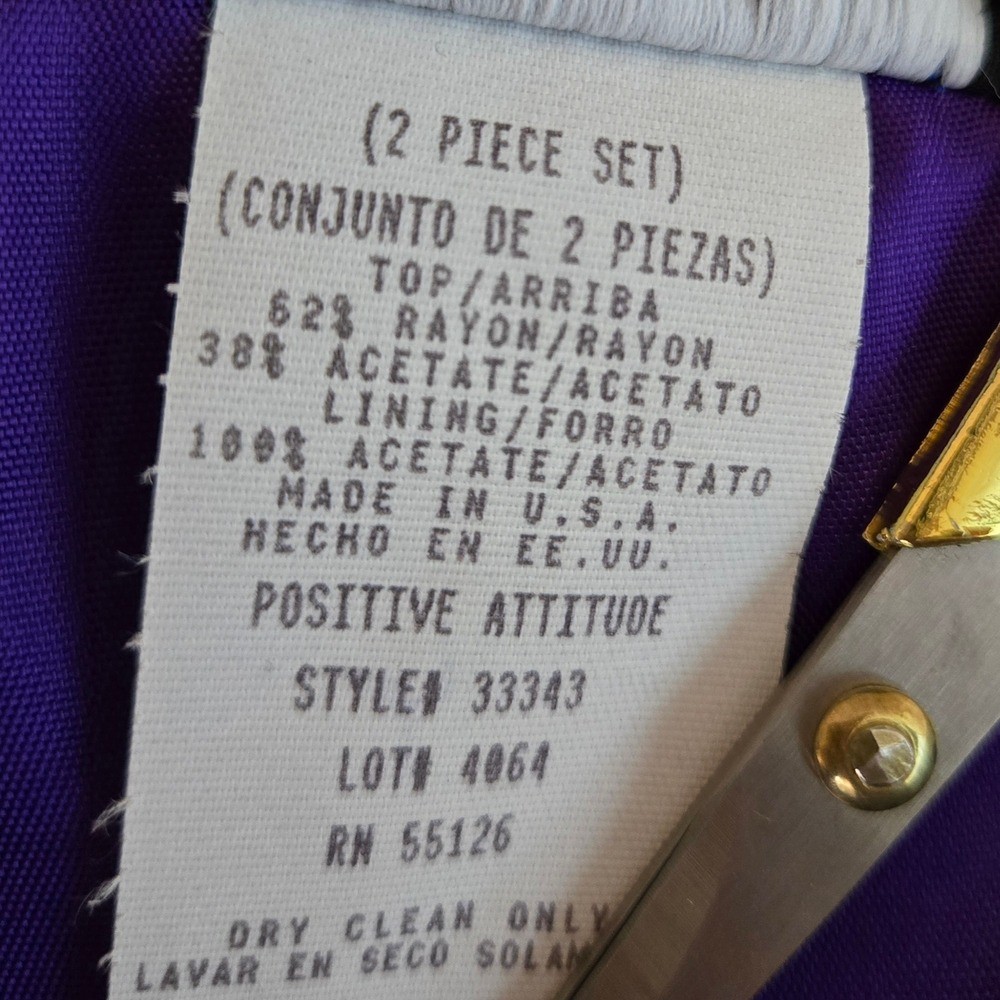 (2 PIECE SET)
(CONJUNTO DE 2 PIEZAS)
TOP/ARRIBA
62% RAYON/RAYON
38% ACETATE/ACETATO
LINING/FORRO
100% ACETATE/ACETATO
MADE IN U.S.A.
HECHO EN EE.UU.
POSITIVE ATTITUDE
STYLE# 33343
LOT# 4064
RN 55126
DRY CLEAN ONLY
LAVAR EN SECO